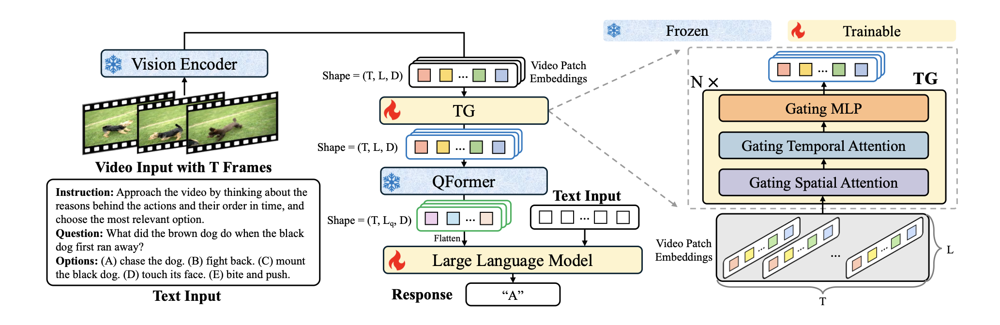 Vision Encoder
Video Input with T Frames
Instruction: Approach the video by thinking about the
reasons behind the actions and their order in time, and
choose the most relevant option.
Question: What did the brown dog do when the black
dog first ran away?
Options: (A) chase the dog. (B) fight back. (C) mount
the black dog. (D) touch its face. (E) bite and push.
Text Input
Shape = (T, L, D)
...
Video Patch
Embeddings
TG
Shape = (T, L, D)
...
QFormer
Shape = (T, Lq, D)
...
Flatten
Text Input
...
Large Language Model
Response
“A”
Frozen
Trainable
...
N ×
TG
Gating MLP
Gating Temporal Attention
Gating Spatial Attention
Video Patch
Embeddings
...
...
...
...
L
T